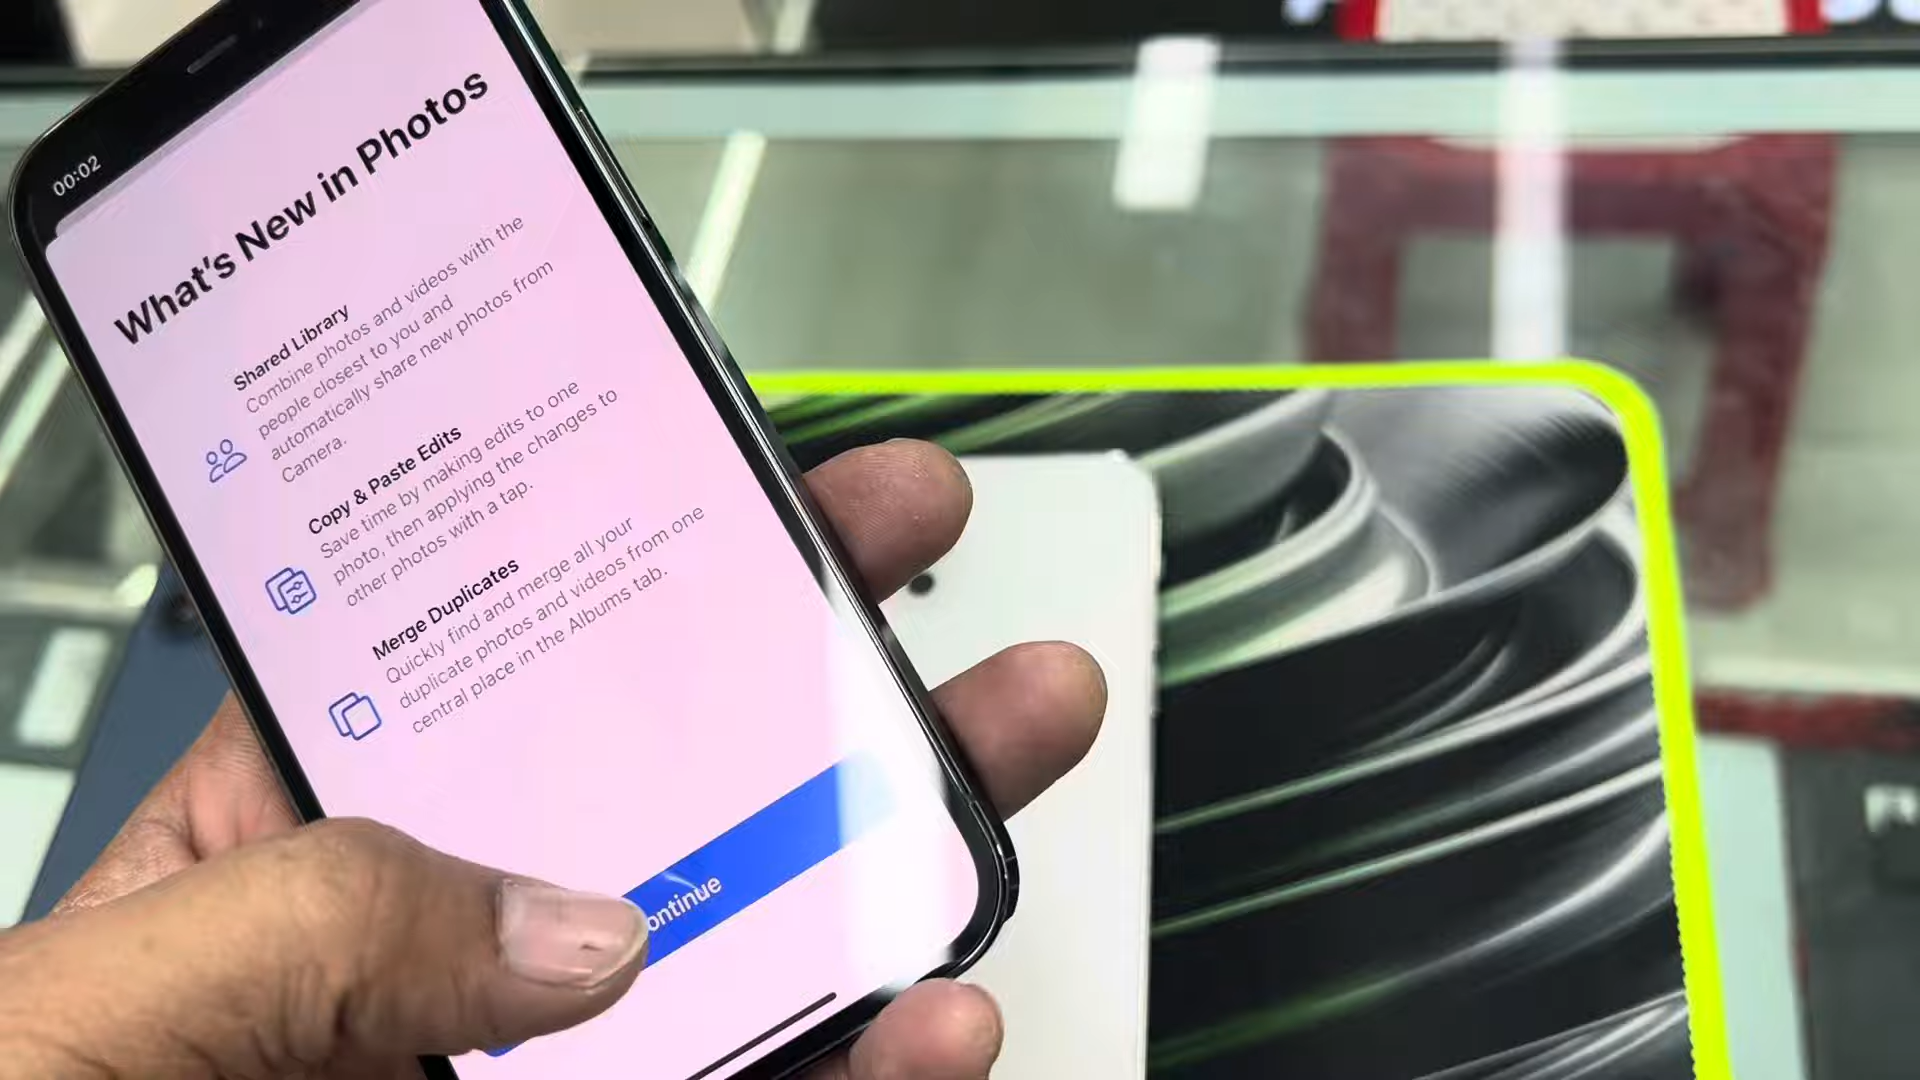 00:02
What's New in Photos
Shared Library
Combine photos and videos with the
people closest to you and
automatically share new photos from
Camera.
Copy & Paste Edits
Save time by making edits to one
photo, then applying the changes to
other photos with a tap.
Merge Duplicates
Quickly find and merge all your
duplicate photos and videos from one
central place in the Albums tab.
ontinue